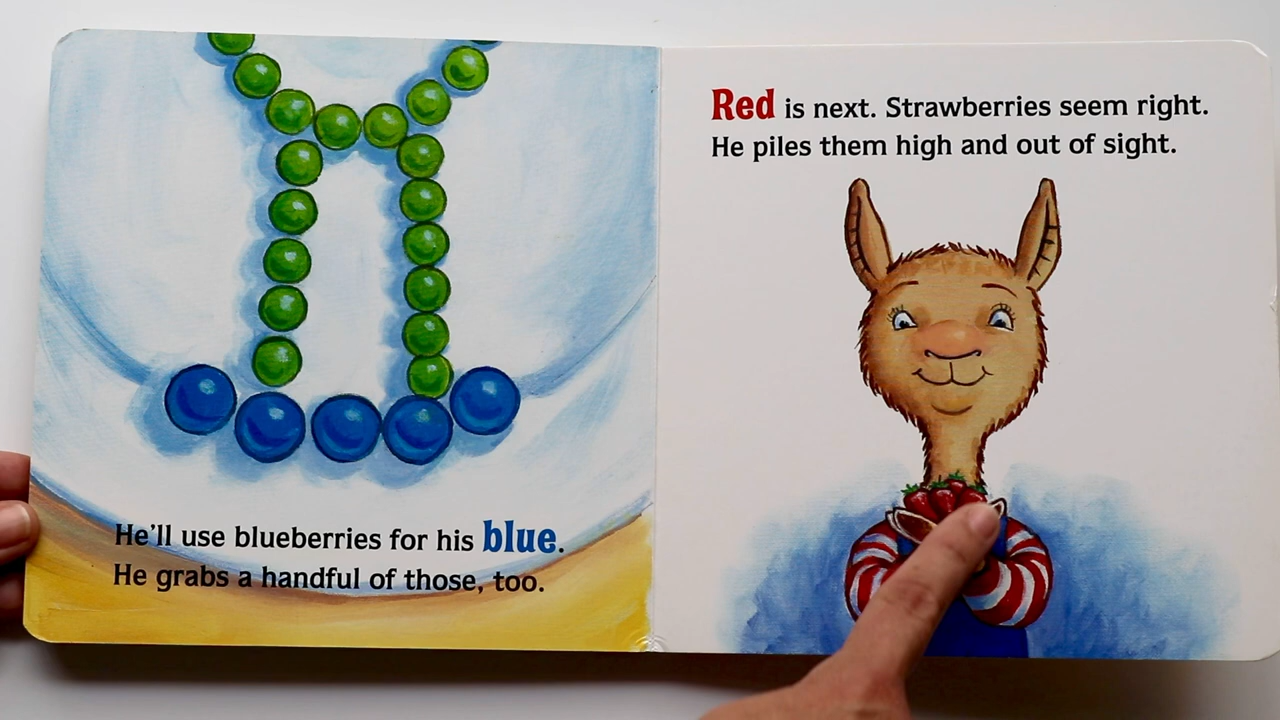 He'll use blueberries for his blue.
He grabs a handful of those, too.
Red is next. Strawberries seem right.
He piles them high and out of sight.